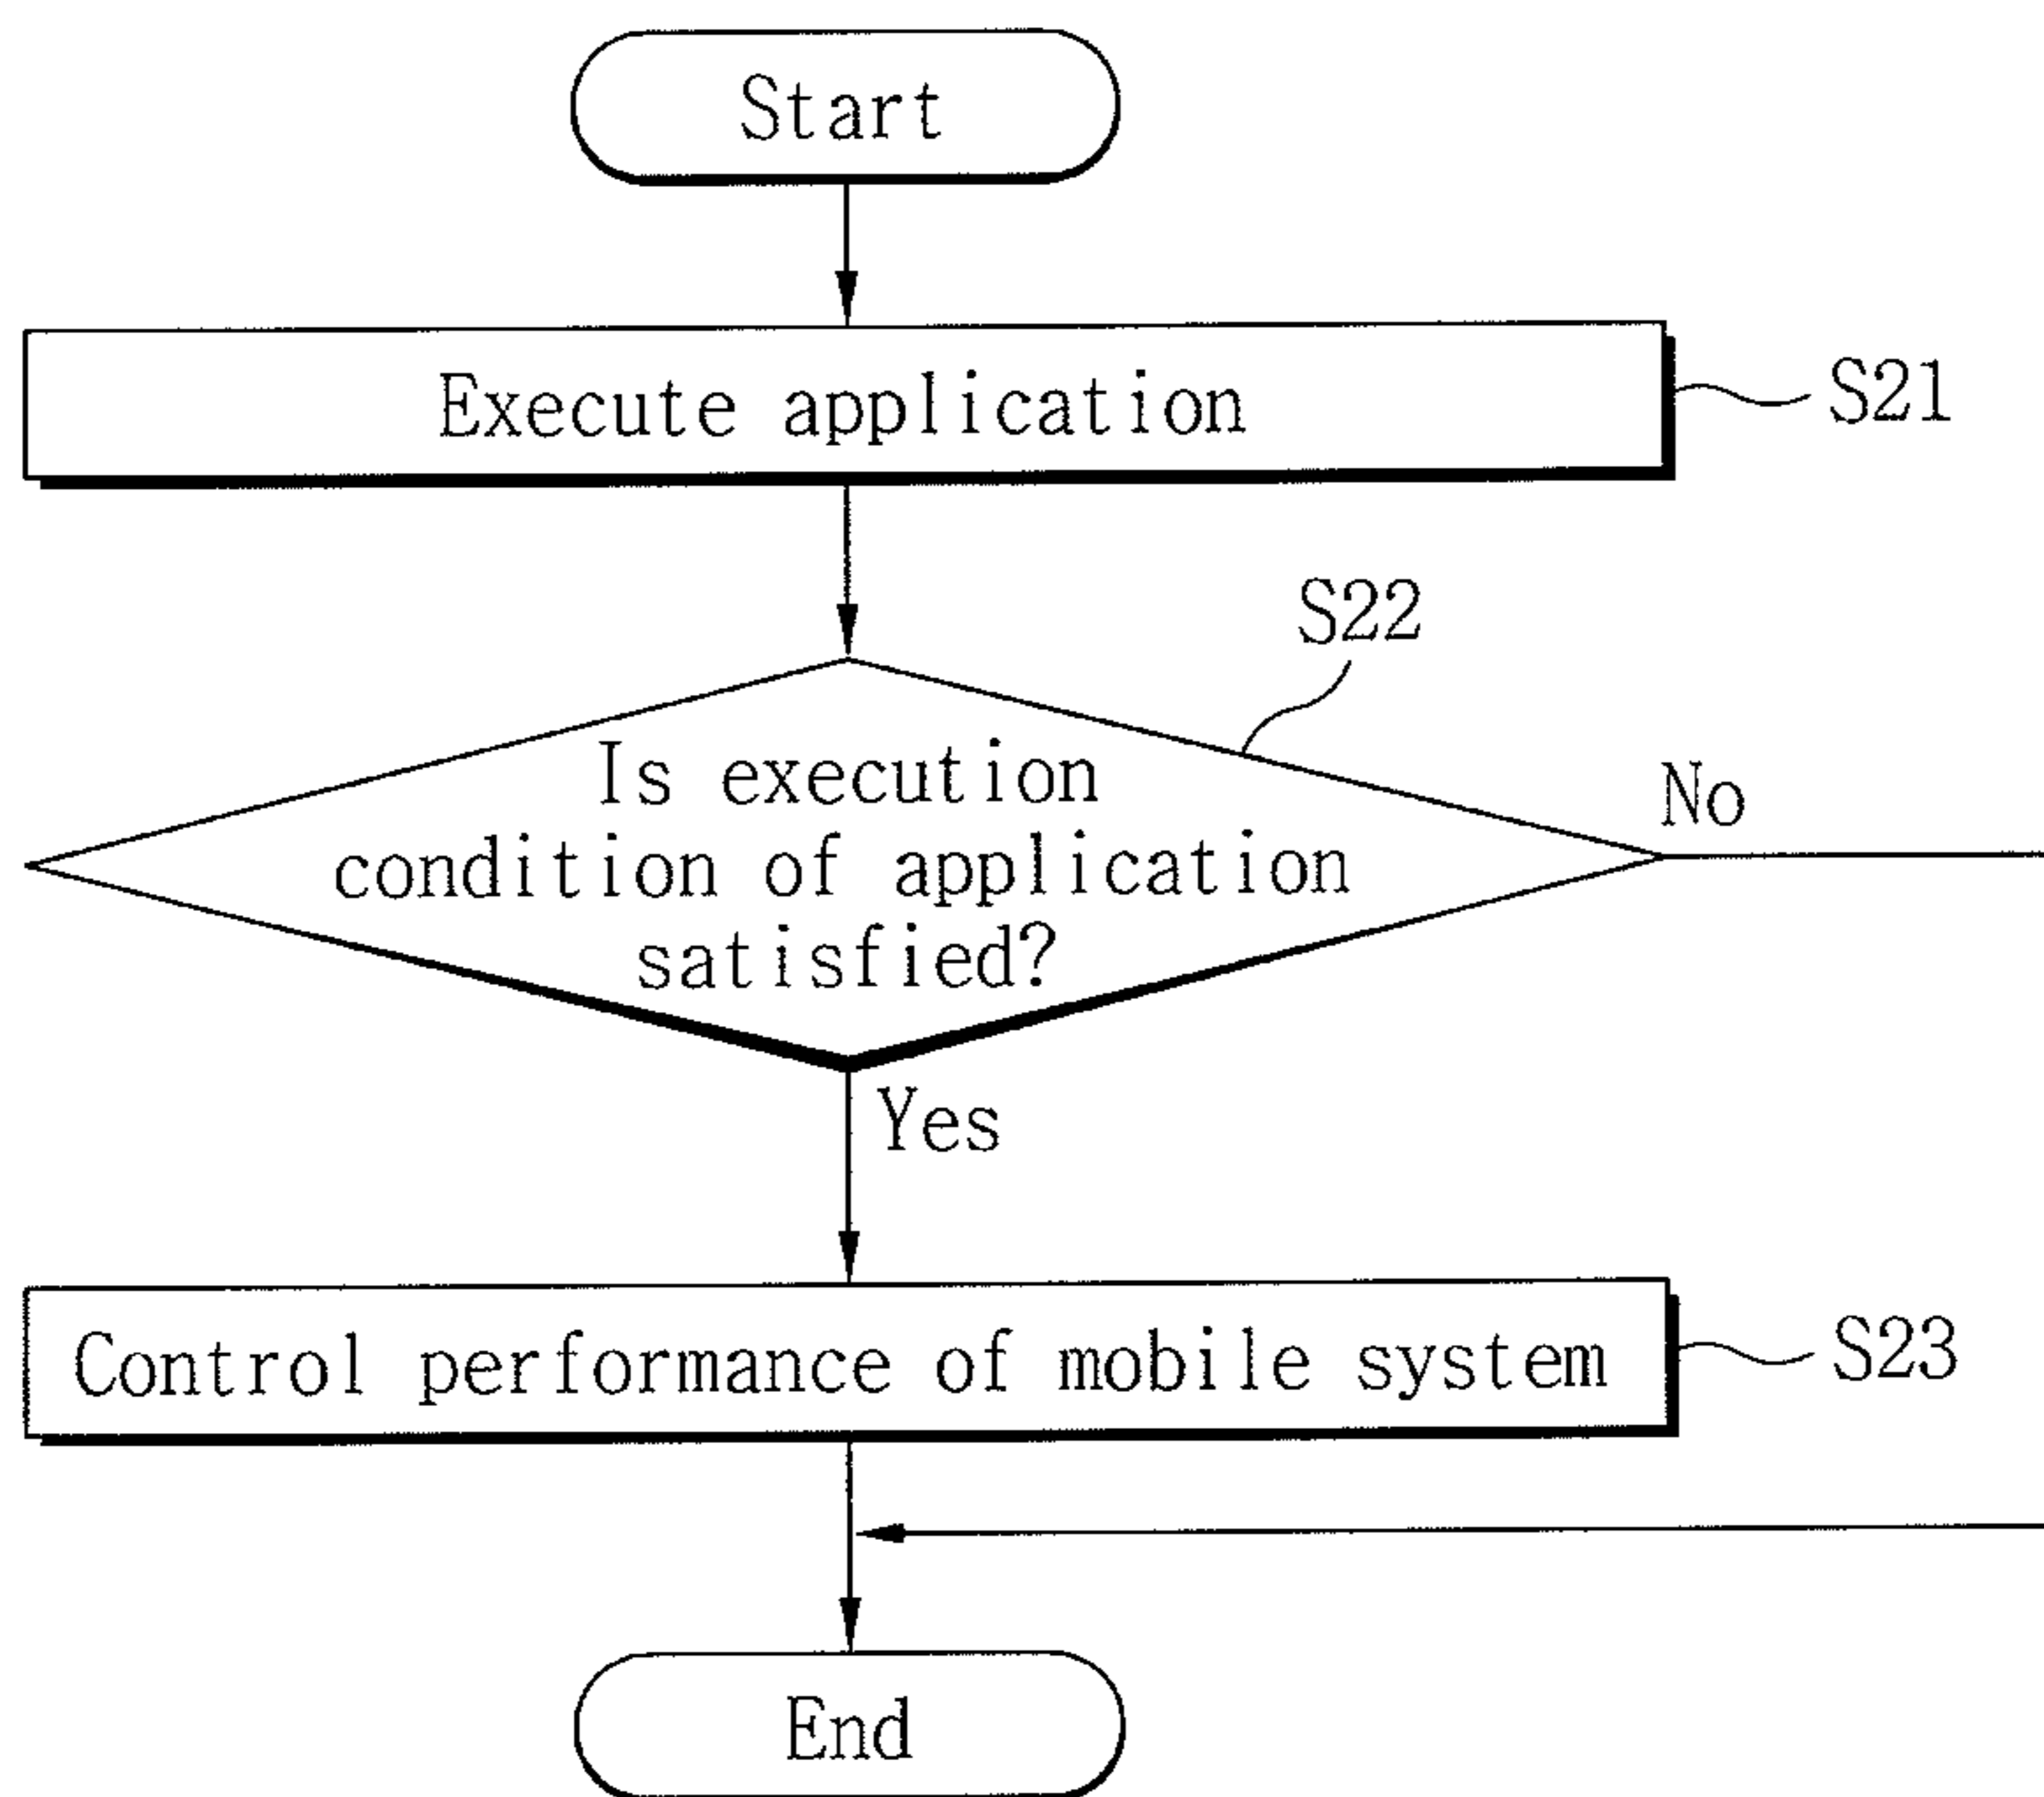 Start
Execute application
S21
S22
Is execution
condition of application
satisfied?
No
Yes
Control performance of mobile system
S23
End